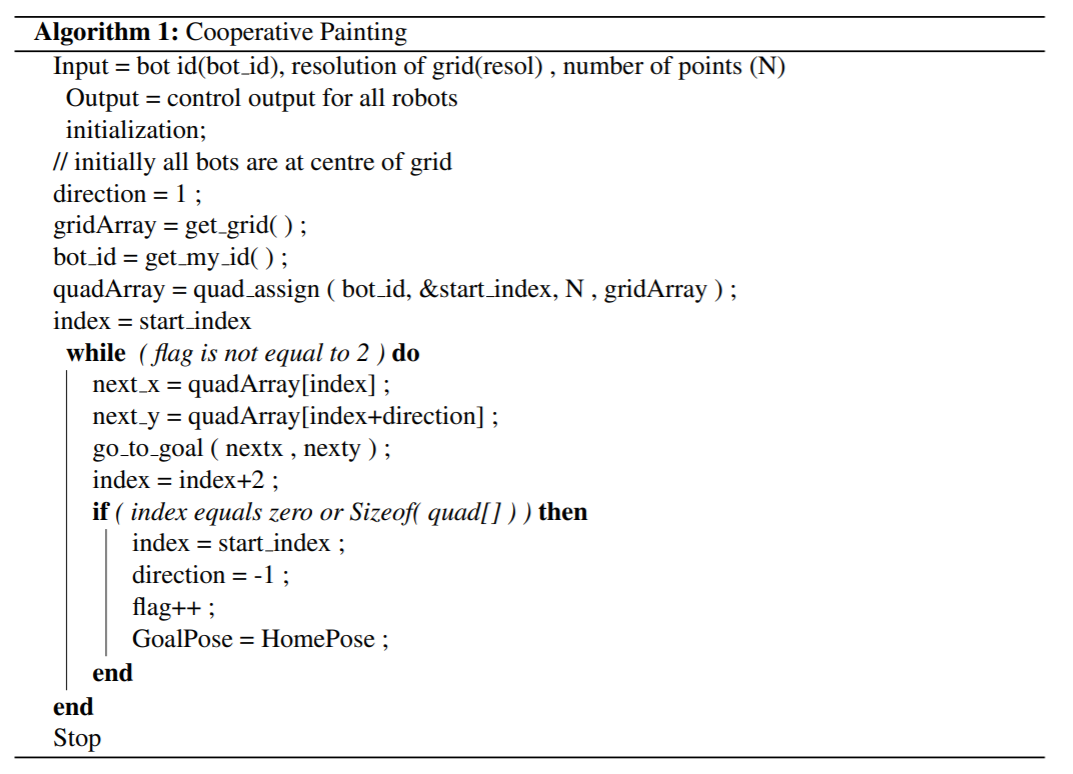 Algorithm 1: Cooperative Painting
Input = bot id(bot_id), resolution of grid(resol) , number of points (N)
Output = control output for all robots
initialization;
// initially all bots are at centre of grid
direction = 1 ;
gridArray = get_grid( ) ;
bot_id = get_my_id( ) ;
quadArray = quad_assign ( bot_id, &start_index, N , gridArray ) ;
index = start_index
while ( flag is not equal to 2 ) do
next_x = quadArray[index] ;
next_y = quadArray[index+direction] ;
go_to_goal ( nextx , nexty ) ;
index = index+2 ;
if ( index equals zero or Sizeof( quad[] ) ) then
index = start_index ;
direction = -1 ;
flag++ ;
GoalPose = HomePose ;
end
end
Stop